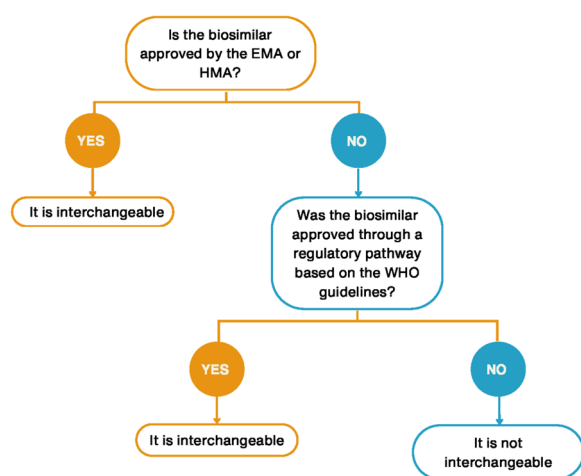 Is the biosimilar
approved by the EMA or
HMA?
YES
NO
It is interchangeable
Was the biosimilar
approved through a
regulatory pathway
based on the WHO
guidelines?
YES
NO
It is interchangeable
It is not
interchangeable